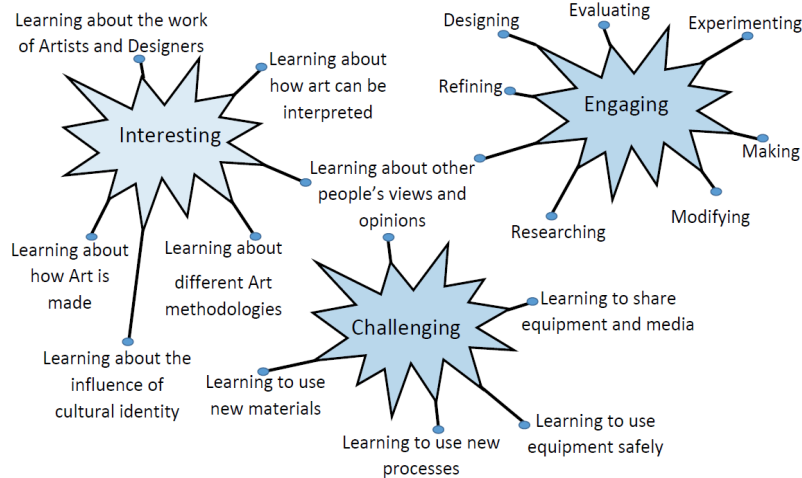 Learning about the work
of Artists and Designers
Learning about
how art can be
interpreted
Interesting
Learning about other
people's views and
opinions
Learning about
how Art is
made
Learning about
different Art
methodologies
Learning about the
influence of
cultural identity
Designing
Evaluating
Experimenting
Refining
Engaging
Making
Modifying
Researching
Challenging
Learning to share
equipment and media
Learning to use
new materials
Learning to use new
processes
Learning to use
equipment safely